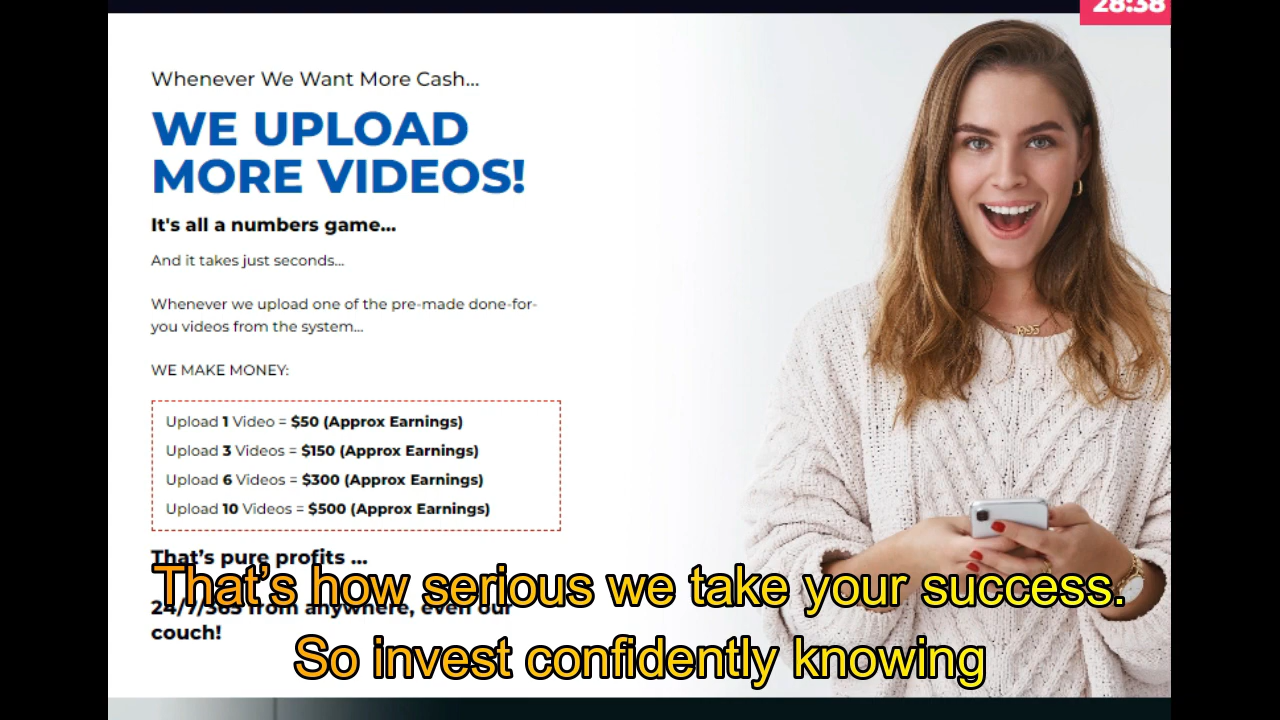 28:38
Whenever We Want More Cash...
WE UPLOAD
MORE VIDEOS!
It's all a numbers game...
And it takes just seconds...
Whenever we upload one of the pre-made done-for-
you videos from the system...
WE MAKE MONEY:
Upload 1 Video = $50 (Approx Earnings)
Upload 3 Videos = $150 (Approx Earnings)
Upload 6 Videos = $300 (Approx Earnings)
Upload 10 Videos = $500 (Approx Earnings)
That's pure profits ...
That's how serious we take your success.
24/7/365 from anywhere, even our
couch!
So invest confidently knowing